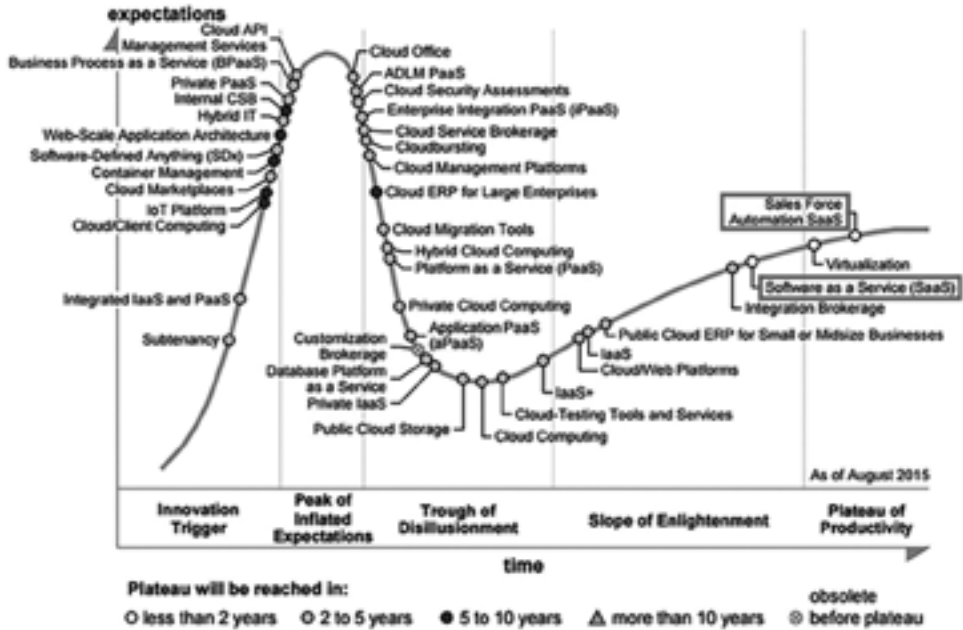 expectations
Cloud API
Management Services
Business Process as a Service (BPaaS)
Private PaaS
Internal CSB
Hybrid IT
Web-Scale Application Architecture
Software-Defined Anything (SDx)
Container Management
Cloud Marketplaces
IoT Platform
Cloud/Client Computing
Integrated IaaS and PaaS
Subtenancy
Cloud Office
ADLM PaaS
Cloud Security Assessments
Enterprise Integration PaaS (iPaaS)
Cloud Service Brokerage
Cloudbursting
Cloud Management Platforms
Cloud ERP for Large Enterprises
Cloud Migration Tools
Hybrid Cloud Computing
Platform as a Service (PaaS)
Private Cloud Computing
Application PaaS
(aPaaS)
Customization
Brokerage
Database Platform
as a Service
Private IaaS
Public Cloud Storage
Cloud Computing
Cloud-Testing Tools and Services
IaaS+
Cloud/Web Platforms
IaaS
Public Cloud ERP for Small or Midsize Businesses
Integration Brokerage
Software as a Service (SaaS)
Virtualization
Sales Force
Automation SaaS
As of August 2015
Innovation
Trigger
Peak of
Inflated
Expectations
Trough of
Disillusionment
Slope of Enlightenment
Plateau of
Productivity
time
Plateau will be reached in:
less than 2 years
2 to 5 years
5 to 10 years
more than 10 years
obsolete
before plateau